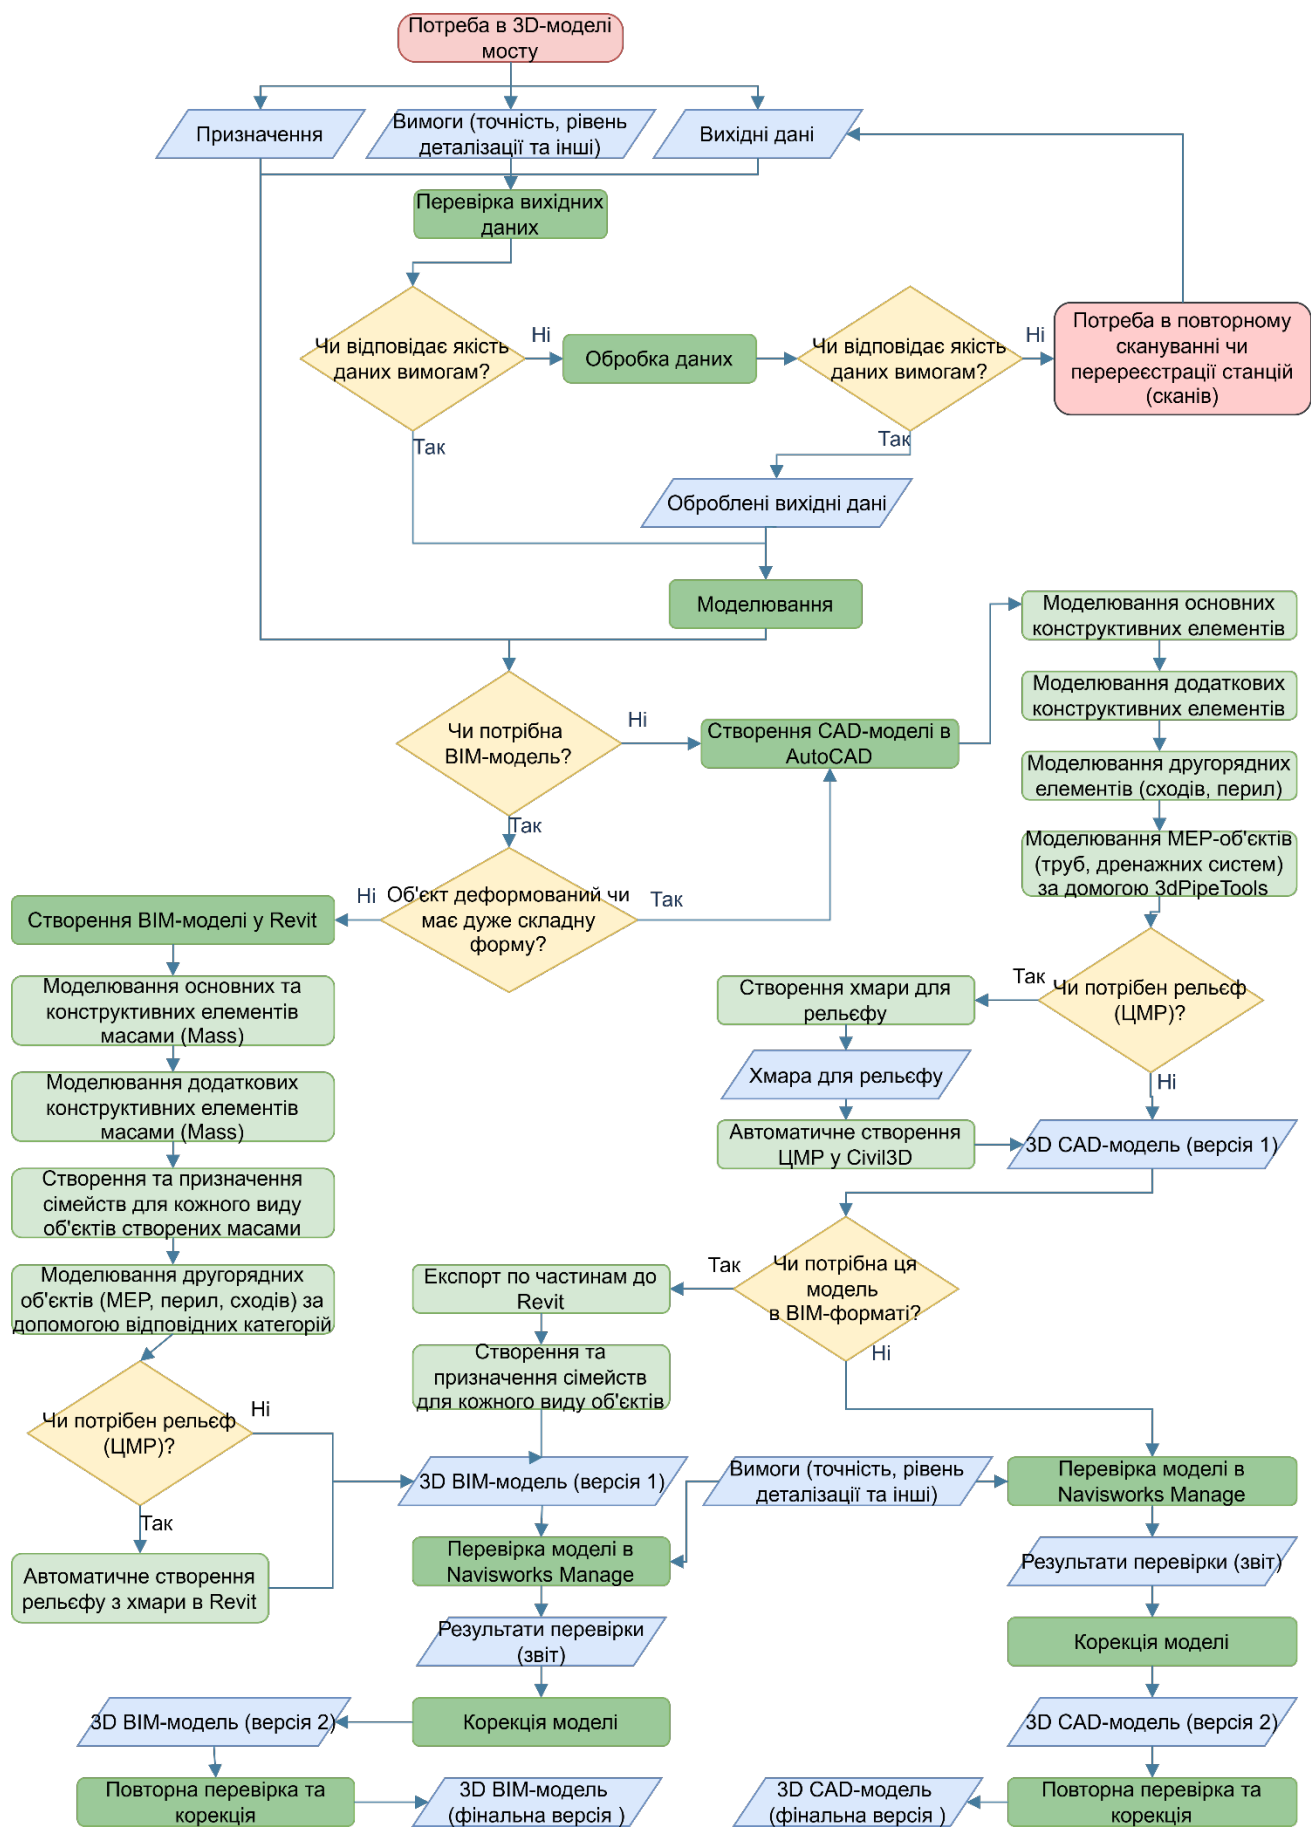 Потреба в 3D-моделі
мосту
Призначення
Вимоги (точність, рівень
деталізації та інші)
Вихідні дані
Перевірка вихідних
даних
Чи відповідає якість
даних вимогам?
Ні
Обробка даних
Чи відповідає якість
даних вимогам?
Ні
Потреба в повторному
скануванні чи
перереєстрації станцій
(сканів)
Так
Так
Оброблені вихідні дані
Моделювання
Моделювання основних
конструктивних елементів
Моделювання додаткових
конструктивних елементів
Чи потрібна
BIM-модель?
Ні
Створення CAD-моделі в
AutoCAD
Моделювання другорядних
елементів (сходів, перил)
Так
Моделювання MEP-об'єктів
(труб, дренажних систем)
за домогою 3dPipeTools
Об'єкт деформований чи
має дуже складну
форму?
Ні
Так
Створення BIM-моделі у Revit
Моделювання основних та
конструктивних елементів
масами (Mass)
Створення хмари для
рельєфу
Так
Чи потрібен рельєф
(ЦМР)?
Ні
Хмара для рельєфу
Моделювання додаткових
конструктивних елементів
масами (Mass)
Автоматичне створення
ЦМР у Civil3D
3D CAD-модель (версія 1)
Створення та призначення
сімейств для кожного виду
об'єктів створених масами
Моделювання другорядних
об'єктів (MEP, перил, сходів) за
допомогою відповідних категорій
Експорт по частинам до
Revit
Так
Чи потрібна ця
модель
в BIM-форматі?
Ні
Створення та
призначення сімейств
для кожного виду об'єктів
Чи потрібен рельєф
(ЦМР)?
Ні
Так
3D BIM-модель (версія 1)
Вимоги (точність, рівень
деталізації та інші)
Перевірка моделі в
Navisworks Manage
Автоматичне створення
рельєфу з хмари в Revit
Перевірка моделі в
Navisworks Manage
Результати перевірки (звіт)
Результати перевірки
(звіт)
Корекція моделі
3D BIM-модель (версія 2)
Корекція моделі
3D CAD-модель (версія 2)
Повторна перевірка та
корекція
3D BIM-модель
(фінальна версія )
3D CAD-модель
(фінальна версія )
Повторна перевірка та
корекція